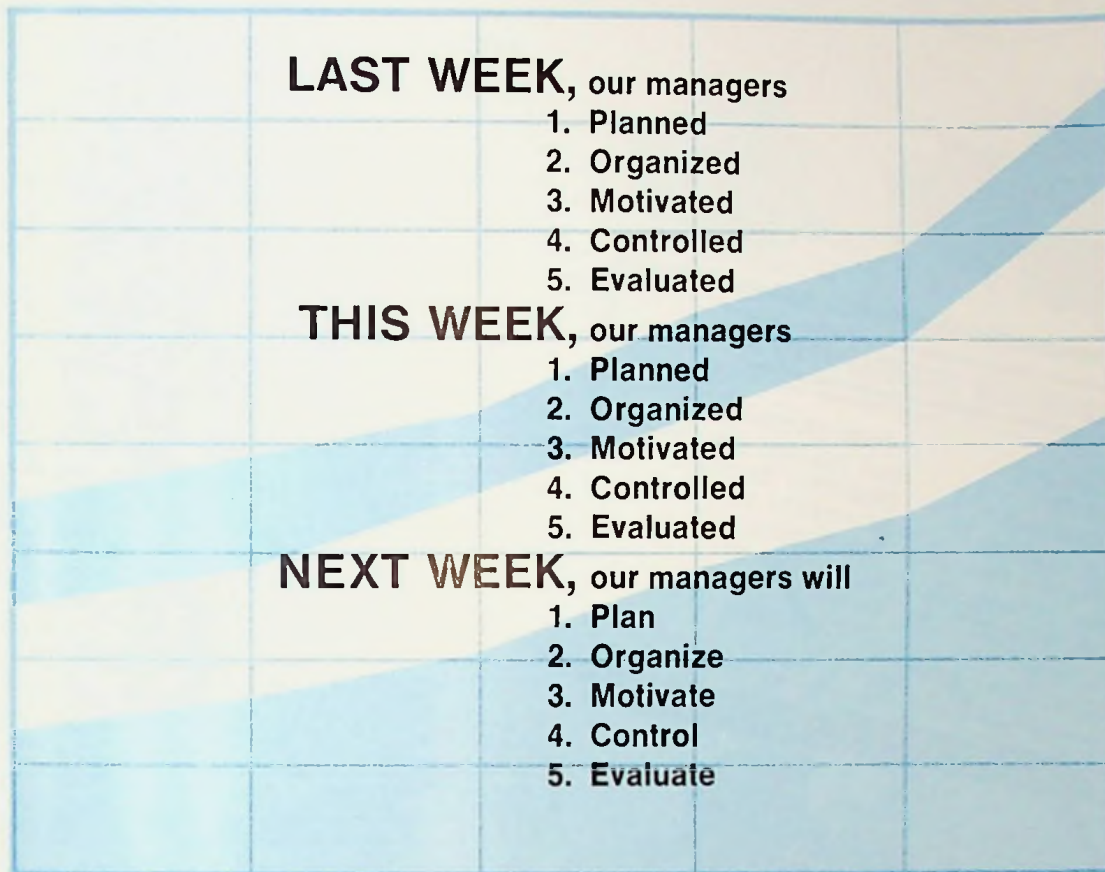 LAST WEEK, our managers
1. Planned
2. Organized
3. Motivated
4. Controlled
5. Evaluated
THIS WEEK, our managers
1. Planned
2. Organized
3. Motivated
4. Controlled
5. Evaluated
NEXT WEEK, our managers will
1. Plan
2. Organize
3. Motivate
4. Control
5. Evaluate